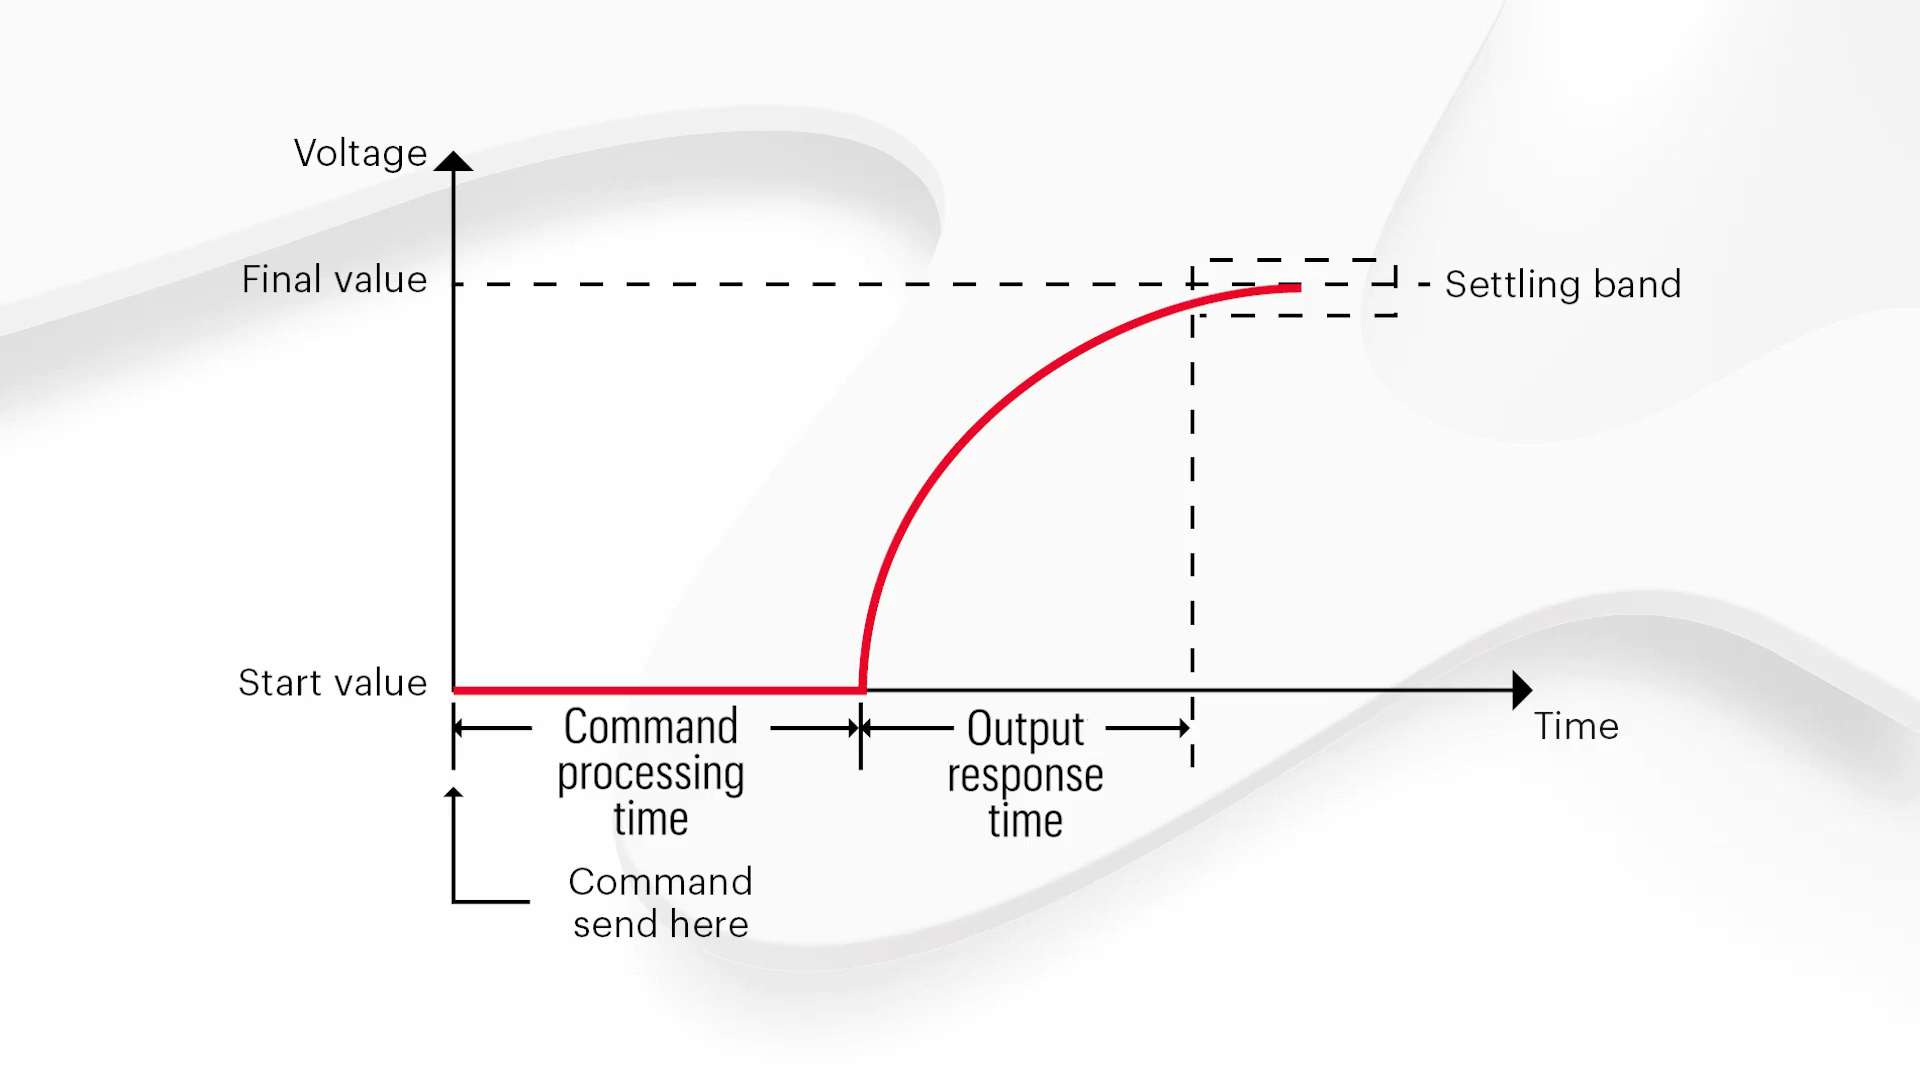 Voltage
Final value
Settling band
Start value
Time
Command
processing
time
Output
response
time
Command
send here